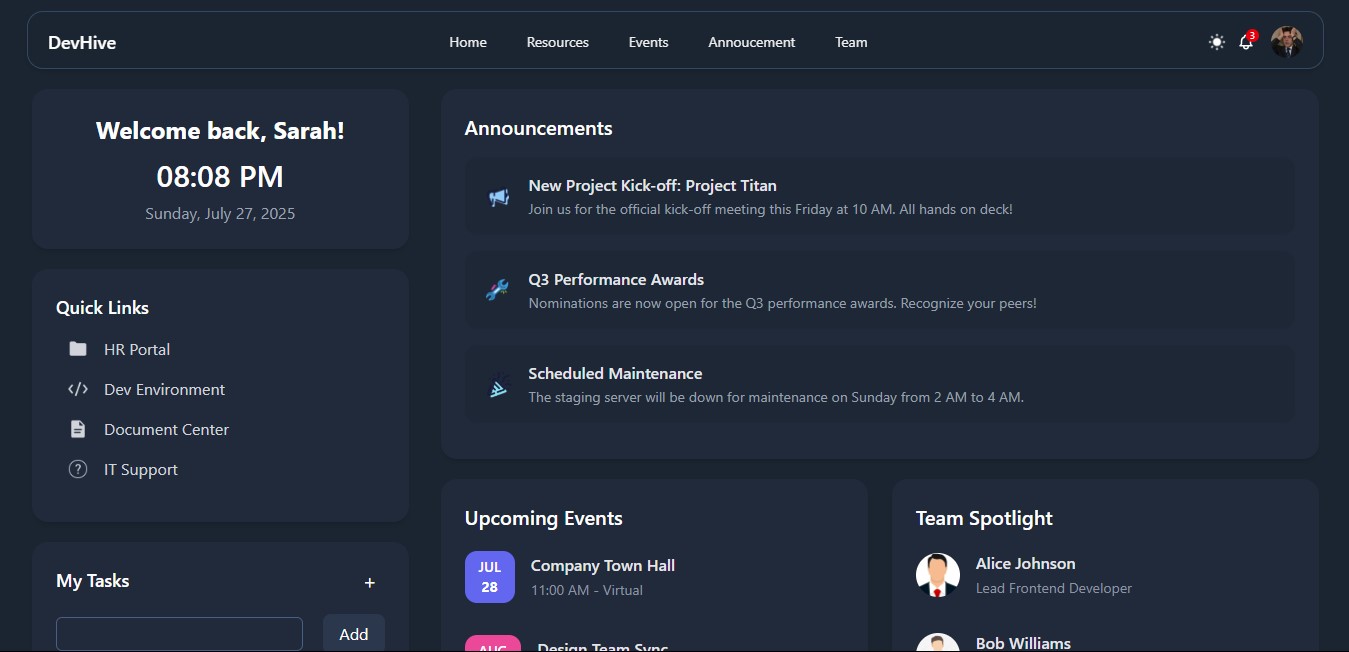 DevHive
Home
Resources
Events
Annoucement
Team
3
Welcome back, Sarah!
08:08 PM
Sunday, July 27, 2025
Quick Links
HR Portal
Dev Environment
Document Center
IT Support
My Tasks
+
Add
Announcements
New Project Kick-off: Project Titan
Join us for the official kick-off meeting this Friday at 10 AM. All hands on deck!
Q3 Performance Awards
Nominations are now open for the Q3 performance awards. Recognize your peers!
Scheduled Maintenance
The staging server will be down for maintenance on Sunday from 2 AM to 4 AM.
Upcoming Events
JUL
28
Company Town Hall
11:00 AM - Virtual
AUG
Design Team Sync
Team Spotlight
Alice Johnson
Lead Frontend Developer
Bob Williams